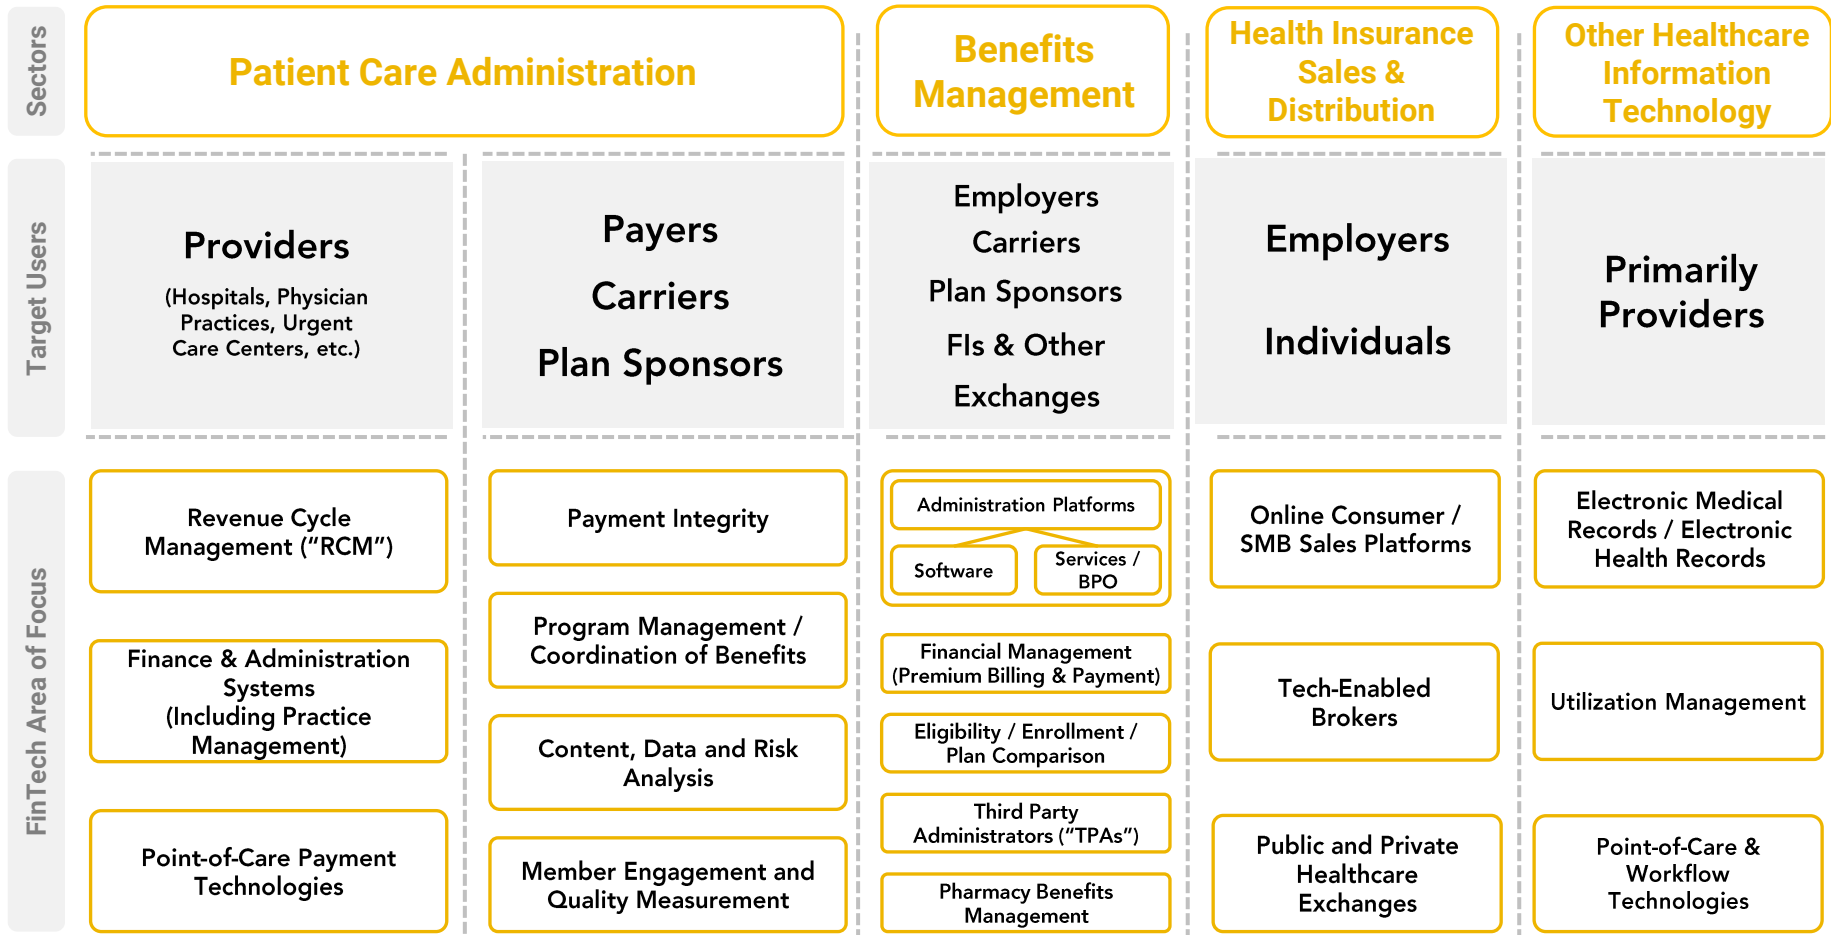 Sectors
Patient Care Administration
Benefits
Management
Health Insurance
Sales &
Distribution
Other Healthcare
Information
Technology
Target Users
Providers
(Hospitals, Physician
Practices, Urgent
Care Centers, etc.)
Payers
Carriers
Plan Sponsors
Employers
Carriers
Plan Sponsors
FIs & Other
Exchanges
Employers
Individuals
Primarily
Providers
FinTech Area of Focus
Revenue Cycle
Management (“RCM”)
Finance & Administration
Systems
(Including Practice
Management)
Point-of-Care Payment
Technologies
Payment Integrity
Program Management /
Coordination of Benefits
Content, Data and Risk
Analysis
Member Engagement and
Quality Measurement
Administration Platforms
Software
Services /
BPO
Financial Management
(Premium Billing & Payment)
Eligibility / Enrollment /
Plan Comparison
Third Party
Administrators (“TPAs”)
Pharmacy Benefits
Management
Online Consumer /
SMB Sales Platforms
Tech-Enabled
Brokers
Public and Private
Healthcare
Exchanges
Electronic Medical
Records / Electronic
Health Records
Utilization Management
Point-of-Care &
Workflow
Technologies